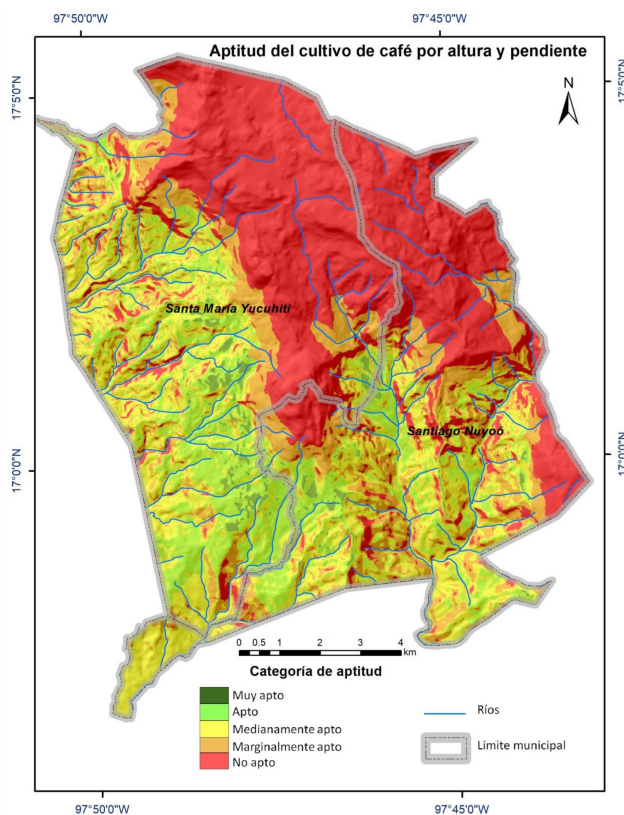 97°50'0"W 97°45'0"W
Aptitud del cultivo de café por altura y pendiente
N
17°5'0"N 17°5'0"N
Santa María Yucuhiti
Santiago Nuyoó
17°0'0"N 17°0'0"N
0 0.5 1 2 3 4
km
Categoría de aptitud
Muy apto
Apto
Medianamente apto
Marginalmente apto
No apto
Ríos
Límite municipal
97°50'0"W 97°45'0"W